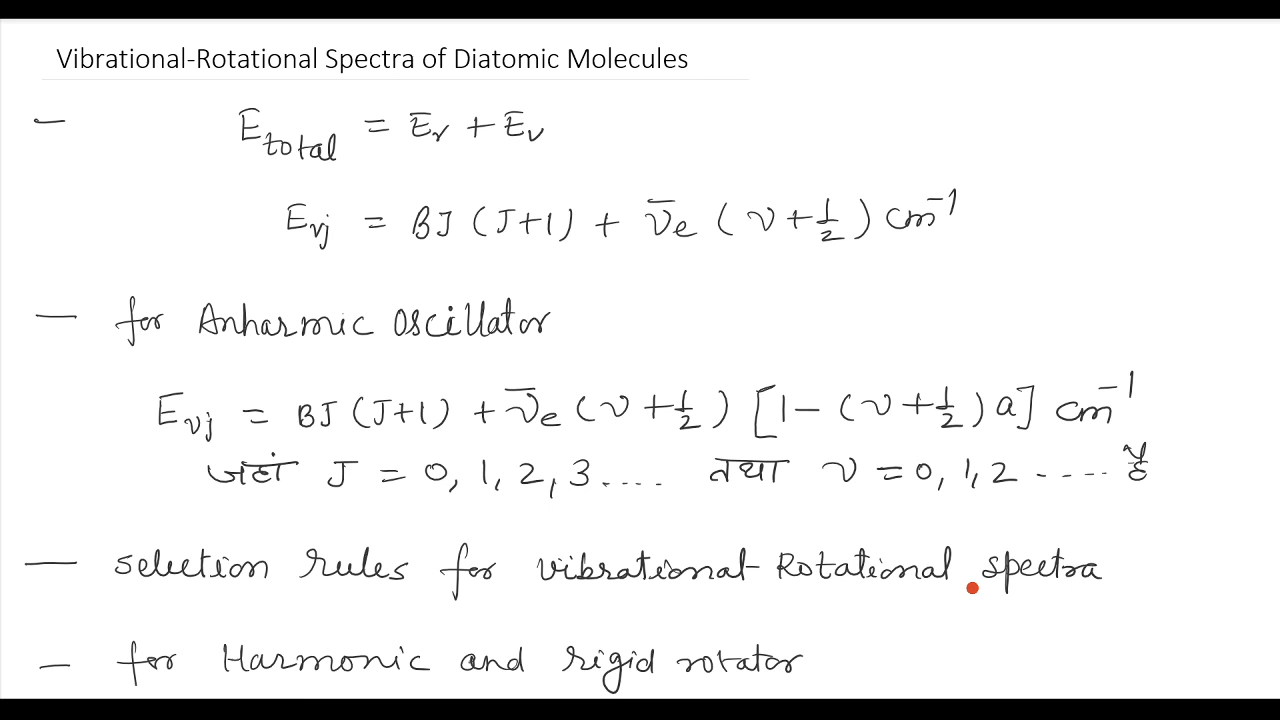 Vibrational-Rotational Spectra of Diatomic Molecules
— E_total = E_r + E_v
E_vj = BJ (J+1) + ν̄e (ν + 1/2) cm⁻¹
— for Anharmic oscillator
E_vj = BJ (J+1) + ν̄e (ν + 1/2) [1 - (ν + 1/2) a] cm⁻¹
जहां J = 0, 1, 2, 3 .... तथा ν = 0, 1, 2 ..... है
— selection rules for vibrational-Rotational spectra
— for Harmonic and rigid rotator